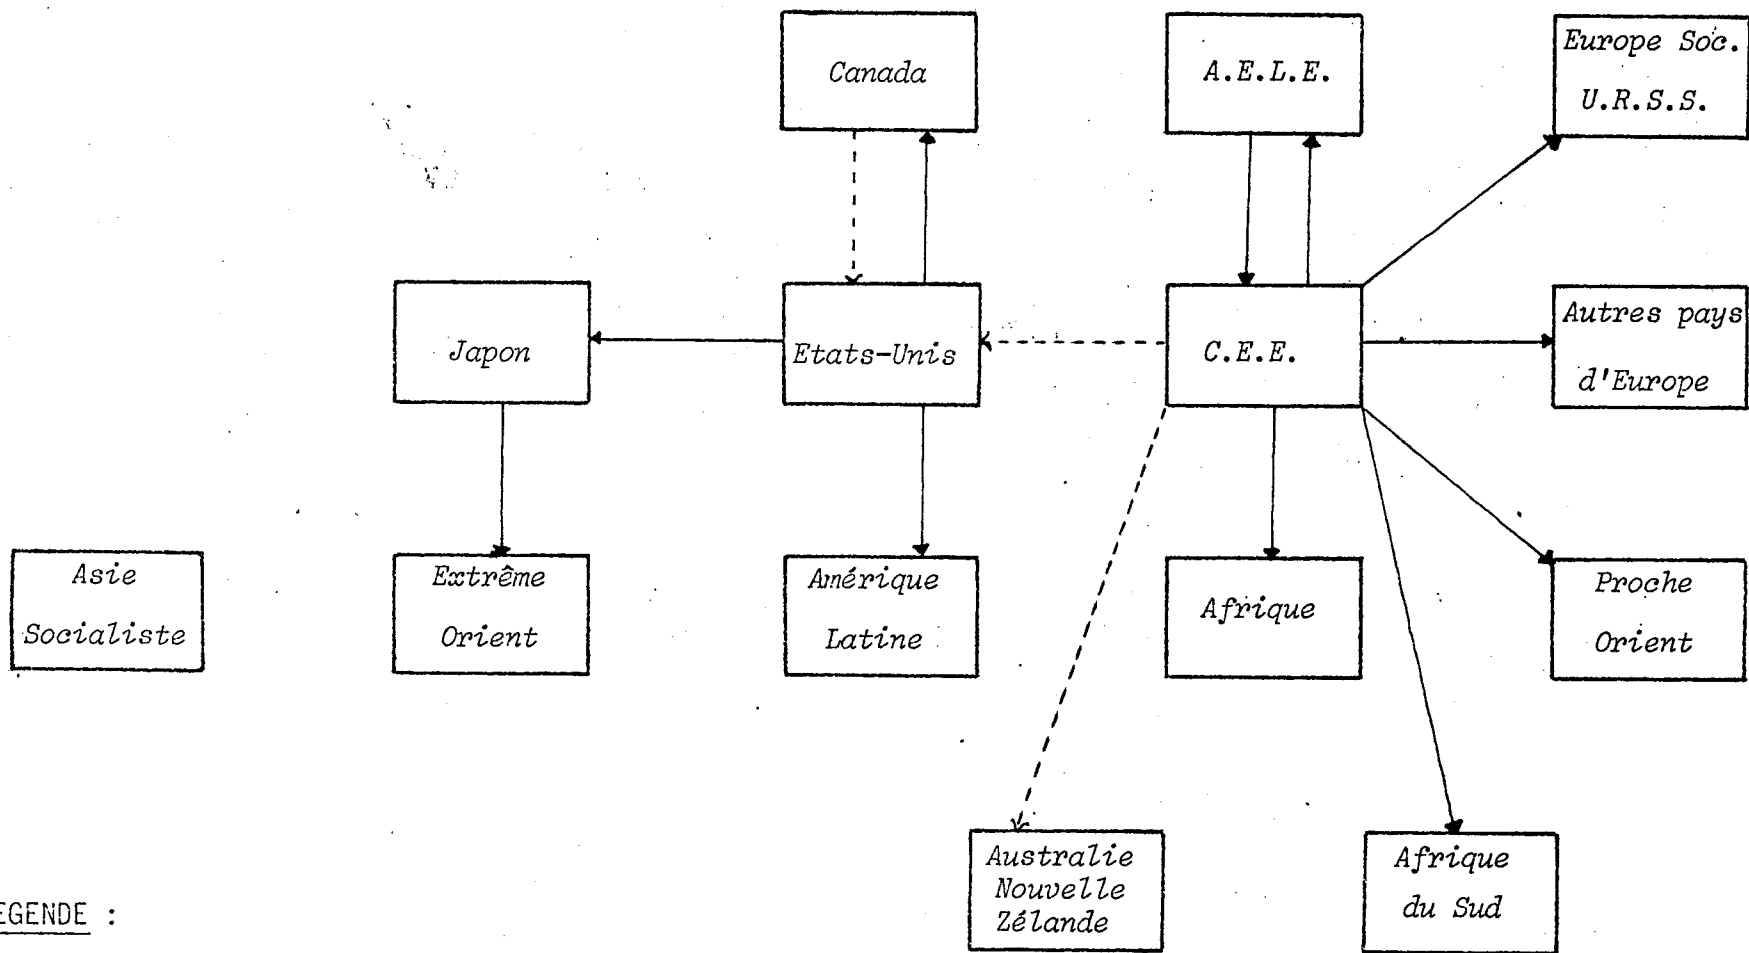 Canada
A.E.L.E.
Europe Soc.
U.R.S.S.
Japon
Etats-Unis
C.E.E.
Autres pays
d'Europe
Asie
Socialiste
Extrême
Orient
Amérique
Latine
Afrique
Proche
Orient
Australie
Nouvelle
Zélande
Afrique
du Sud
EGENDE :